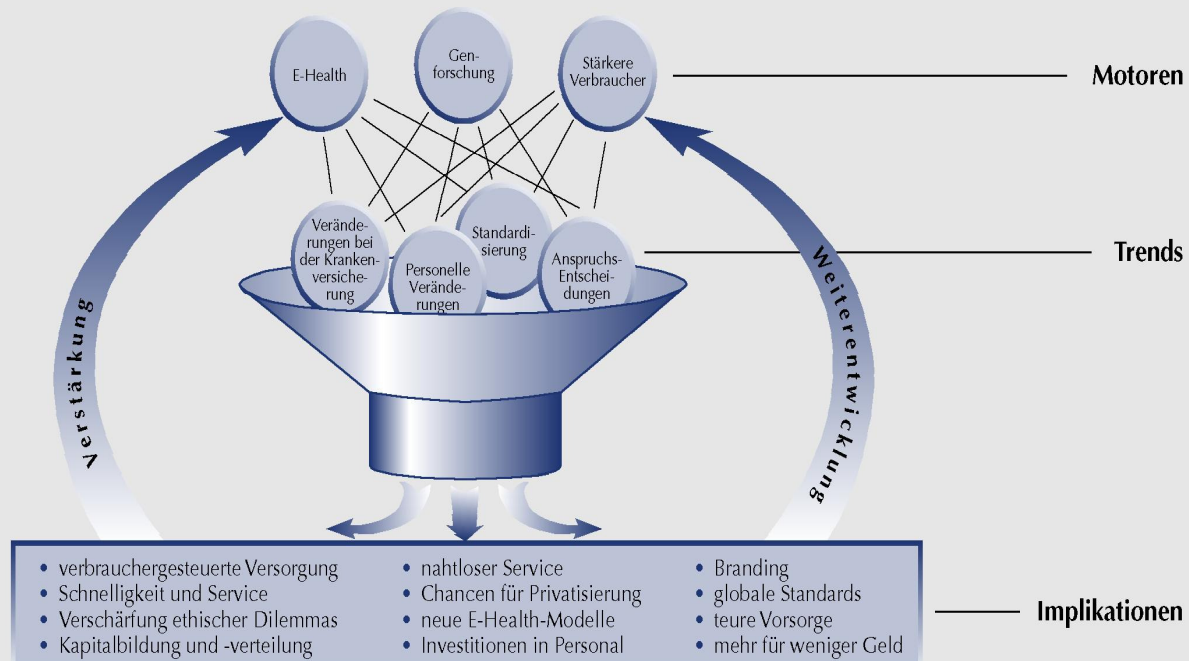 E-Health
Gen-
forschung
Stärkere
Verbraucher
Motoren
Verände-
rungen bei
der Kranken-
versiche-
rung
Personelle
Verände-
rungen
Standardi-
sierung
Anspruchs-
Entschei-
dungen
Trends
Verstärkung
Weiterentwicklung
• verbrauchergesteuerte Versorgung
• Schnelligkeit und Service
• Verschärfung ethischer Dilemmas
• Kapitalbildung und -verteilung
• nahtloser Service
• Chancen für Privatisierung
• neue E-Health-Modelle
• Investitionen in Personal
• Branding
• globale Standards
• teure Vorsorge
• mehr für weniger Geld
Implikationen